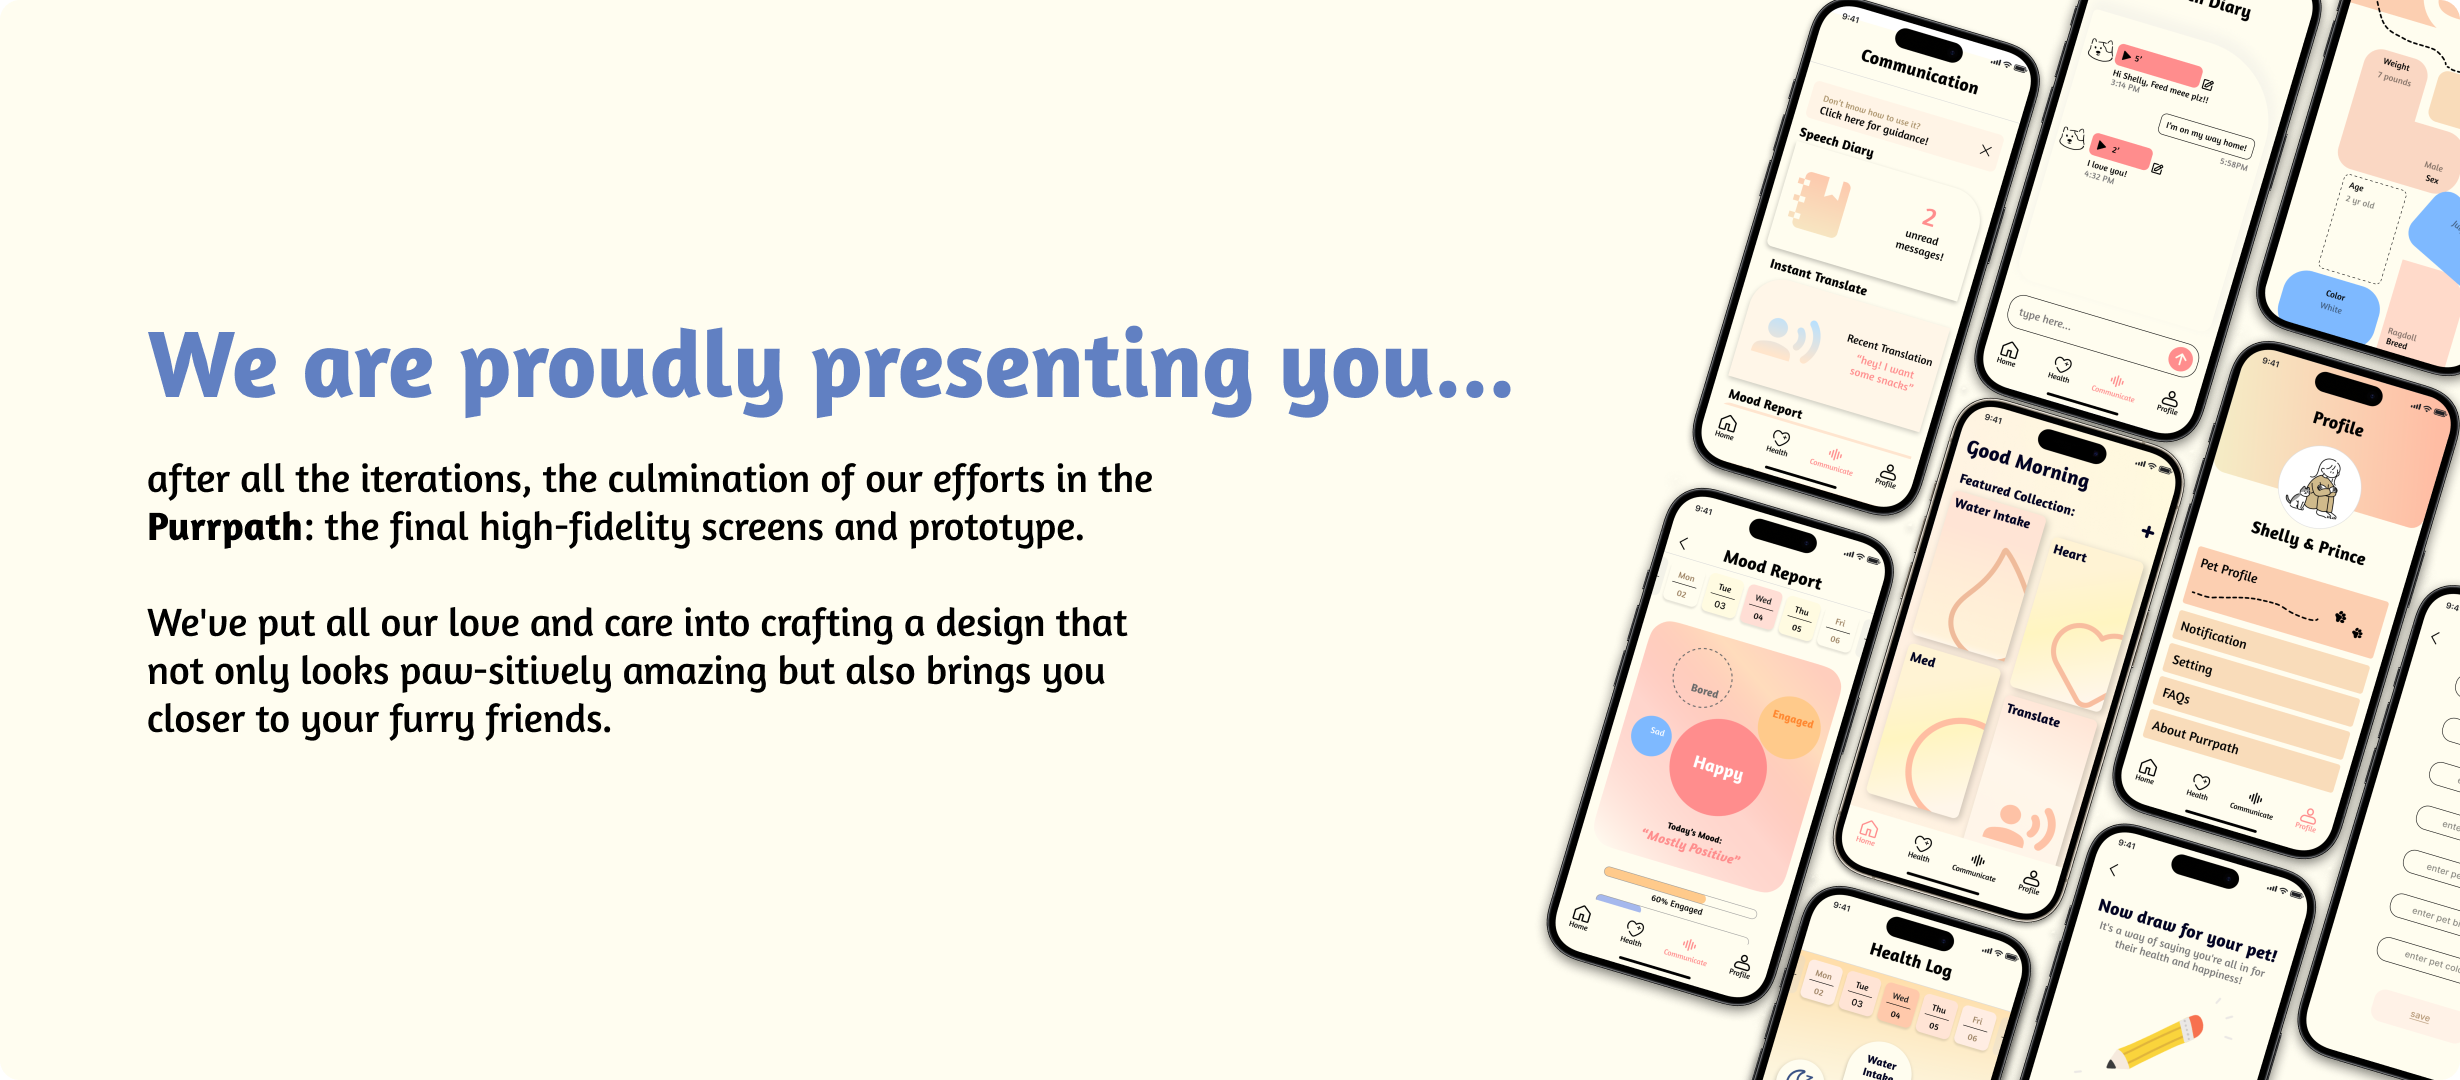 We are proudly presenting you...
after all the iterations, the culmination of our efforts in the
Purrpath: the final high-fidelity screens and prototype.
We've put all our love and care into crafting a design that
not only looks paw-sitively amazing but also brings you
closer to your furry friends.
9:41
Communication
Don't know how to use it?
Click here for guidance!
Speech Diary
2
unread
messages!
Instant Translate
Recent Translation
"hey! I want
some snacks"
Mood Report
Home
Health
Communicate
Profile
Diary
5'
Hi Shelly, Feed meee plz!!
3:14 PM
I'm on my way home!
5:58PM
2'
I love you!
4:32 PM
type here...
Home
Health
Communicate
Profile
Weight
7 pounds
Male
Sex
Age
2 yr old
Color
White
Ragdoll
Breed
9:41
Mood Report
Mon
02
Tue
03
Wed
04
Thu
05
Fri
06
Bored
Engaged
Sad
Happy
Today's Mood:
"Mostly Positive"
60% Engaged
Home
Health
Communicate
Profile
9:41
Good Morning
Featured Collection:
Water Intake
Heart
Med
Translate
Home
Health
Communicate
Profile
9:41
Profile
Shelly & Prince
Pet Profile
Notification
Setting
FAQs
About Purrpath
Home
Health
Communicate
Profile
9:41
Health Log
Mon
02
Tue
03
Wed
04
Thu
05
Fri
06
Water
Intake
9:41
Now draw for your pet!
It's a way of saying you're all in for
their health and happiness!
enter pet
enter pet colo
save